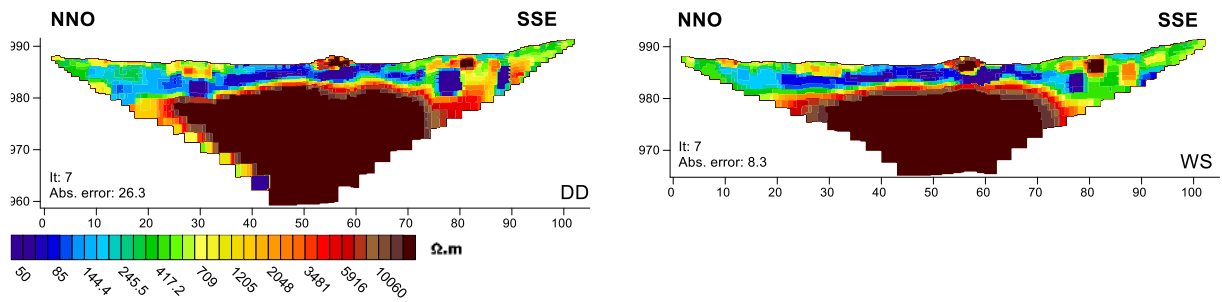 NNO SSE
990
980
970
960
It: 7
Abs. error: 26.3
DD
0 10 20 30 40 50 60 70 80 90 100
50 85 144.4 245.5 417.2 709 1205 2048 3481 5916 10060
Ω.m
NNO SSE
990
980
970
It: 7
Abs. error: 8.3
WS
0 10 20 30 40 50 60 70 80 90 100